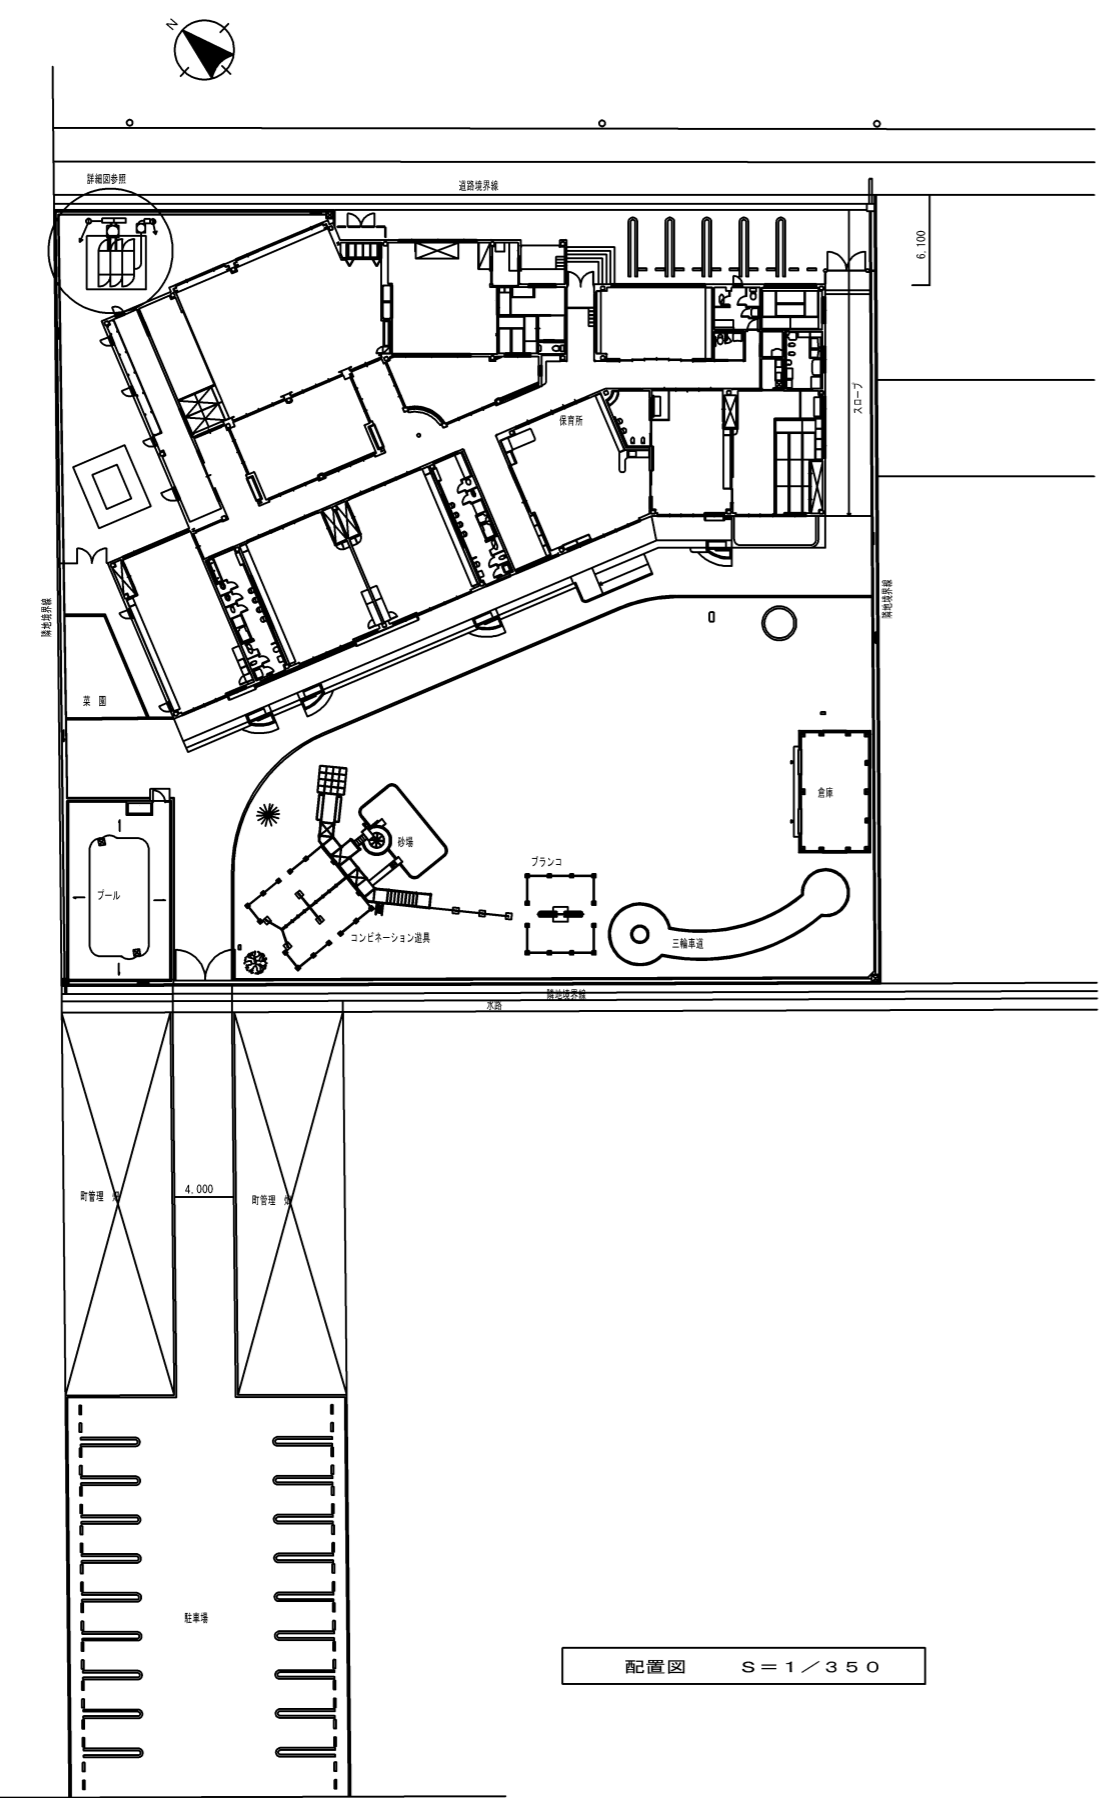 N
詳細図参照
道路境界線
6,100
スロープ
保育所
隣地境界線
隣地境界線
菜 園
倉庫
砂場
ブランコ
プール
コンビネーション遊具
三輪車道
隣地境界線
水路
町管理 畑
4,000
町管理 畑
駐車場
配置図 S＝1／350